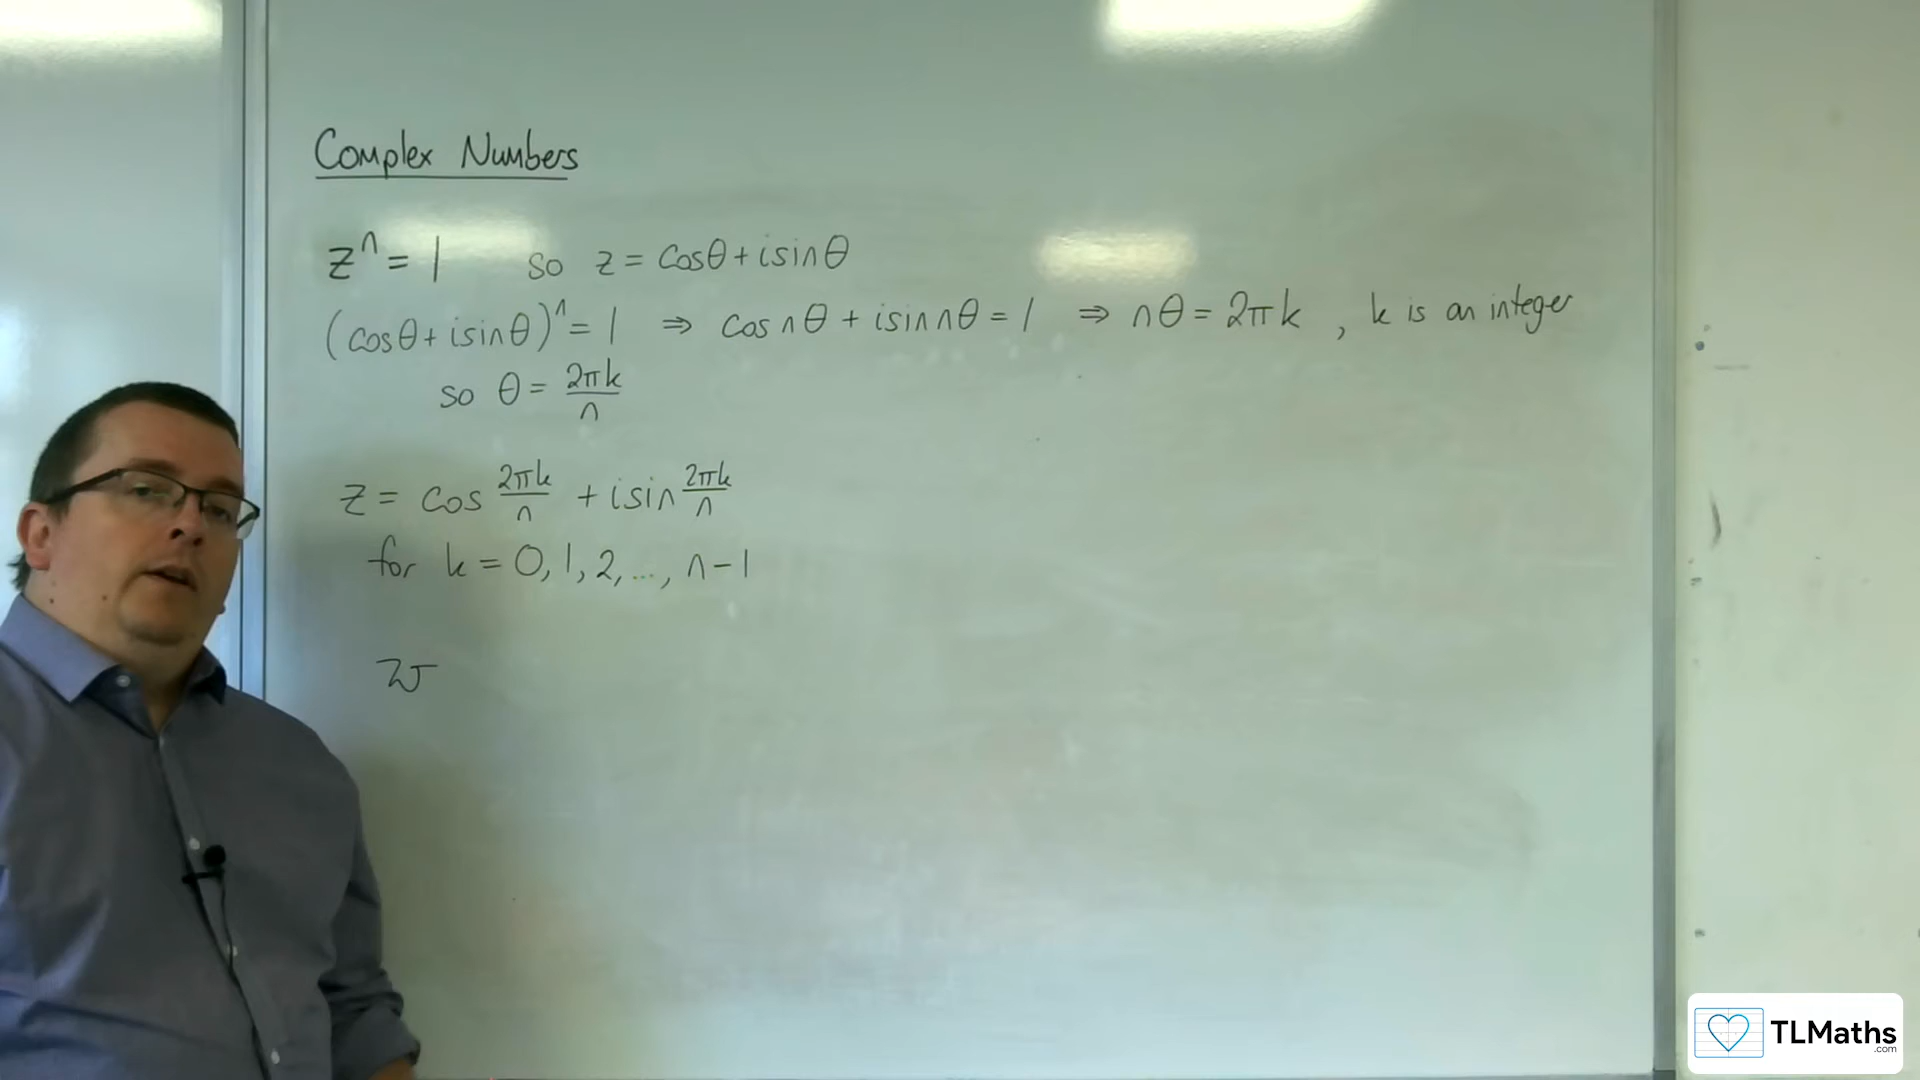 Complex Numbers
zⁿ = 1 so z = cosθ + isinθ
(cosθ + isinθ)ⁿ = 1 ⇒ cos nθ + isin nθ = 1 ⇒ nθ = 2πk , k is an integer
so θ = 2πk/n
z = cos 2πk/n + isin 2πk/n
for k = 0, 1, 2, ..., n-1
TLMaths
.com